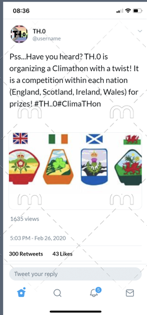 08:36
TH.0
@username
Pss...Have you heard? TH.0 is
organizing a Climathon with a twist! It
is a competition within each nation
(England, Scotland, Ireland, Wales) for
prizes! #TH..0#ClimaTHon
1635 views
5:03 PM - Feb 26, 2020
300 Retweets 43 Likes
Tweet your reply